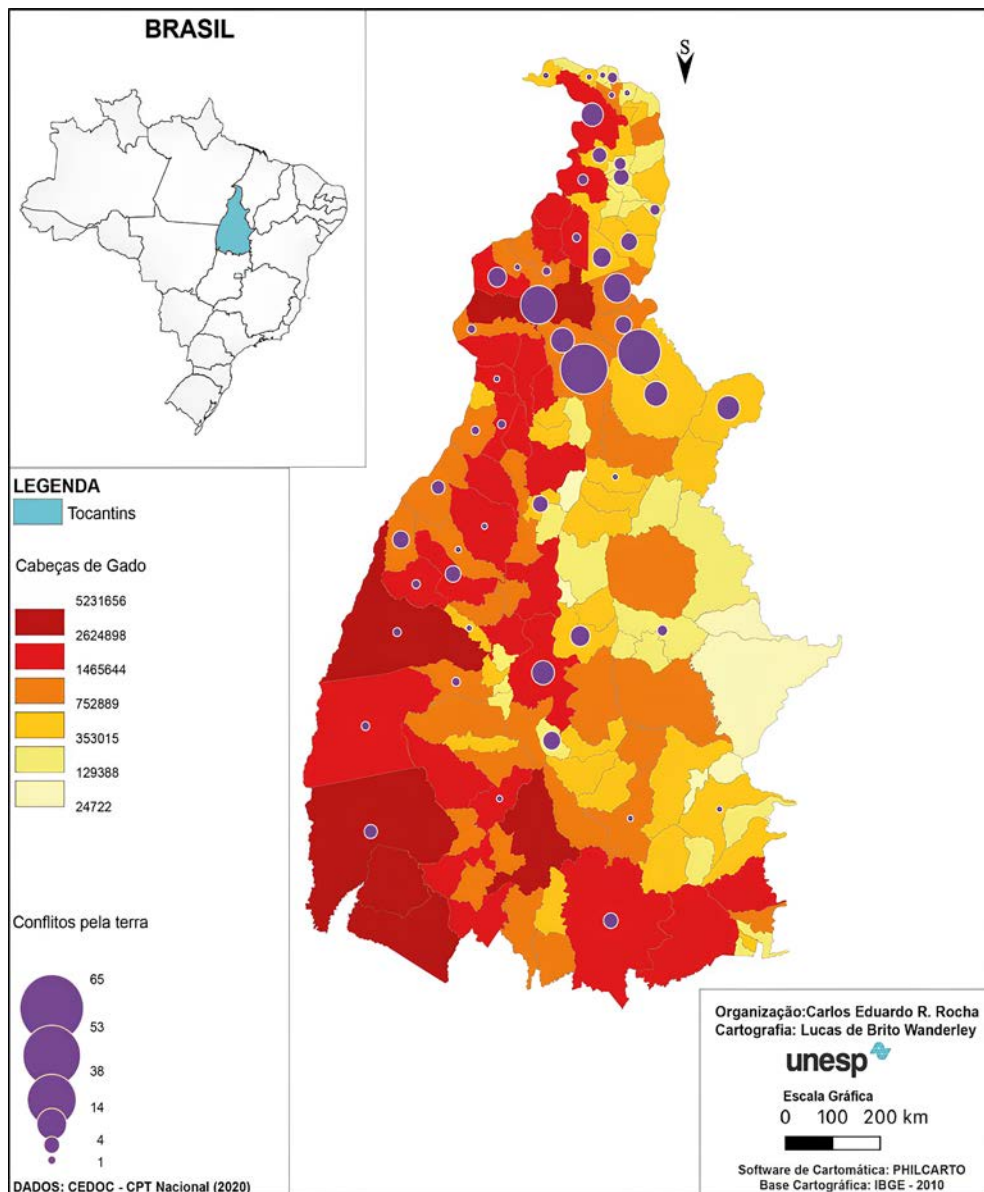 BRASIL
S
LEGENDA
Tocantins
Cabeças de Gado
5231656
2624898
1465644
752889
353015
129388
24722
Conflitos pela terra
65
53
38
14
4
1
DADOS: CEDOC - CPT Nacional (2020)
Organização:Carlos Eduardo R. Rocha
Cartografia: Lucas de Brito Wanderley
unesp
Escala Gráfica
0 100 200 km
Software de Cartomática: PHILCARTO
Base Cartográfica: IBGE - 2010